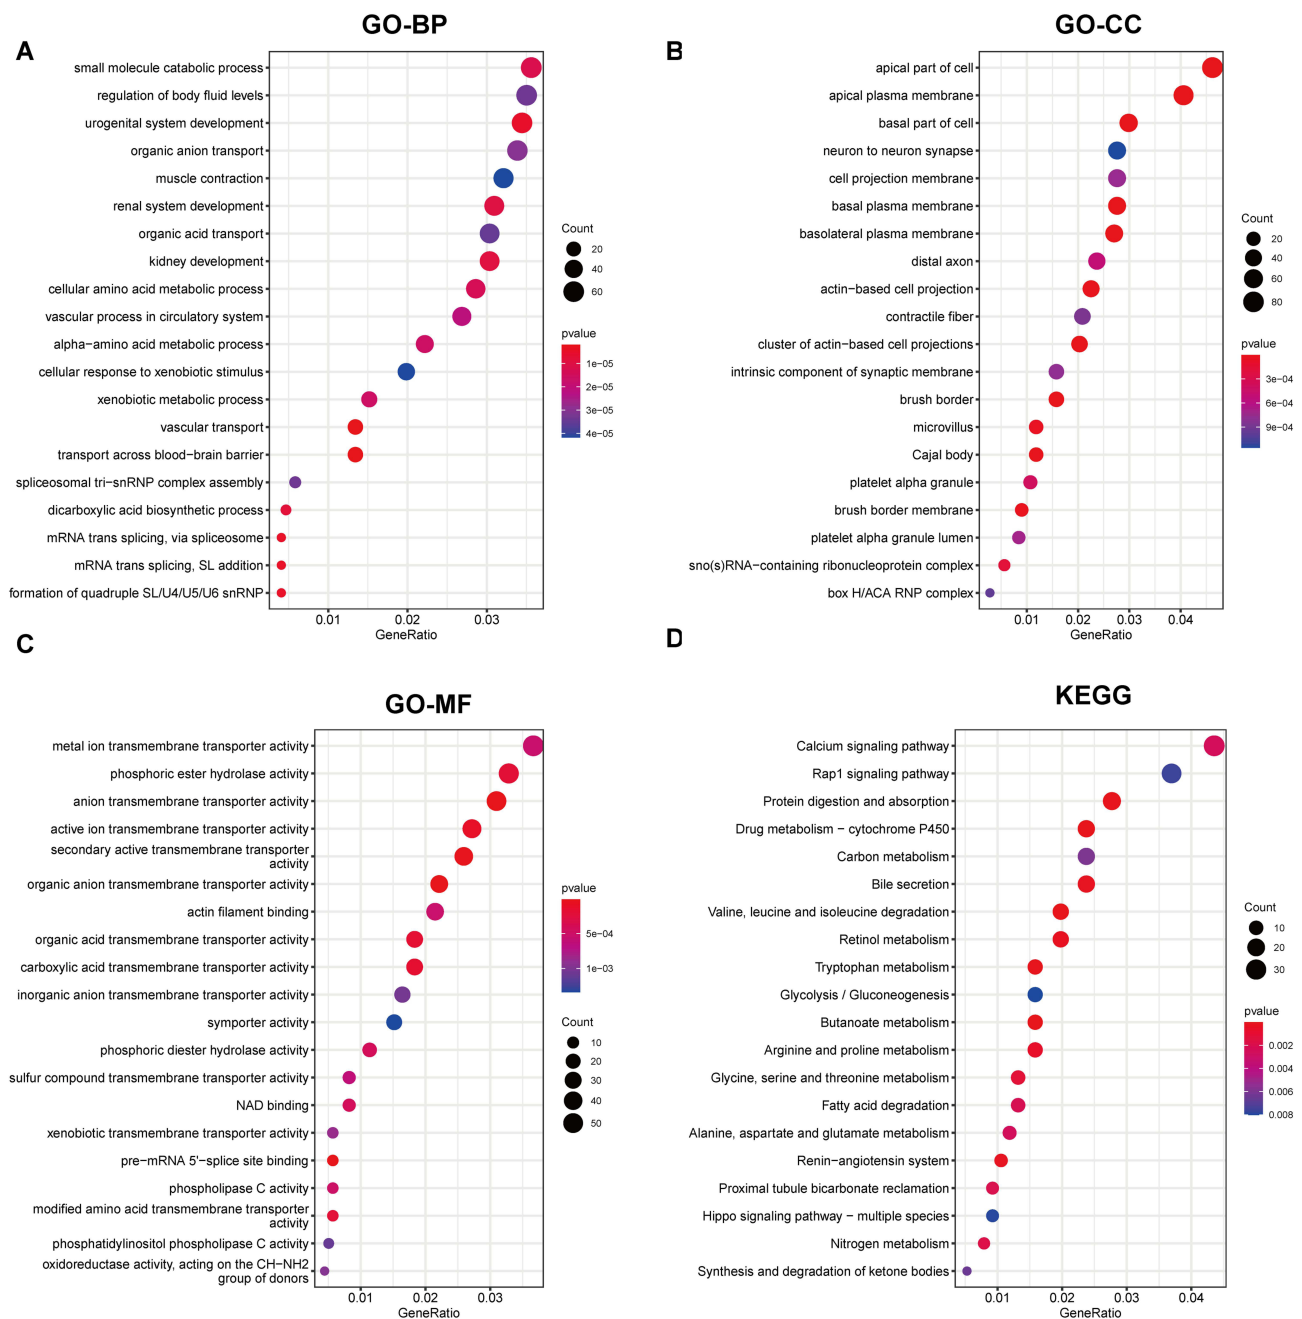 GO-BP
A
small molecule catabolic process
regulation of body fluid levels
urogenital system development
organic anion transport
muscle contraction
renal system development
organic acid transport
kidney development
cellular amino acid metabolic process
vascular process in circulatory system
alpha−amino acid metabolic process
cellular response to xenobiotic stimulus
xenobiotic metabolic process
vascular transport
transport across blood−brain barrier
spliceosomal tri−snRNP complex assembly
dicarboxylic acid biosynthetic process
mRNA trans splicing, via spliceosome
mRNA trans splicing, SL addition
formation of quadruple SL/U4/U5/U6 snRNP
0.01 0.02 0.03
GeneRatio
Count
20
40
60
pvalue
1e−05
2e−05
3e−05
4e−05
GO-CC
B
apical part of cell
apical plasma membrane
basal part of cell
neuron to neuron synapse
cell projection membrane
basal plasma membrane
basolateral plasma membrane
distal axon
actin−based cell projection
contractile fiber
cluster of actin−based cell projections
intrinsic component of synaptic membrane
brush border
microvillus
Cajal body
platelet alpha granule
brush border membrane
platelet alpha granule lumen
sno(s)RNA−containing ribonucleoprotein complex
box H/ACA RNP complex
0.01 0.02 0.03 0.04
GeneRatio
Count
20
40
60
80
pvalue
3e−04
6e−04
9e−04
C
GO-MF
metal ion transmembrane transporter activity
phosphoric ester hydrolase activity
anion transmembrane transporter activity
active ion transmembrane transporter activity
secondary active transmembrane transporter
activity
organic anion transmembrane transporter activity
actin filament binding
organic acid transmembrane transporter activity
carboxylic acid transmembrane transporter activity
inorganic anion transmembrane transporter activity
symporter activity
phosphoric diester hydrolase activity
sulfur compound transmembrane transporter activity
NAD binding
xenobiotic transmembrane transporter activity
pre−mRNA 5'−splice site binding
phospholipase C activity
modified amino acid transmembrane transporter
activity
phosphatidylinositol phospholipase C activity
oxidoreductase activity, acting on the CH−NH2
group of donors
0.01 0.02 0.03
GeneRatio
pvalue
5e−04
1e−03
Count
10
20
30
40
50
D
KEGG
Calcium signaling pathway
Rap1 signaling pathway
Protein digestion and absorption
Drug metabolism − cytochrome P450
Carbon metabolism
Bile secretion
Valine, leucine and isoleucine degradation
Retinol metabolism
Tryptophan metabolism
Glycolysis / Gluconeogenesis
Butanoate metabolism
Arginine and proline metabolism
Glycine, serine and threonine metabolism
Fatty acid degradation
Alanine, aspartate and glutamate metabolism
Renin−angiotensin system
Proximal tubule bicarbonate reclamation
Hippo signaling pathway − multiple species
Nitrogen metabolism
Synthesis and degradation of ketone bodies
0.01 0.02 0.03 0.04
GeneRatio
Count
10
20
30
pvalue
0.002
0.004
0.006
0.008